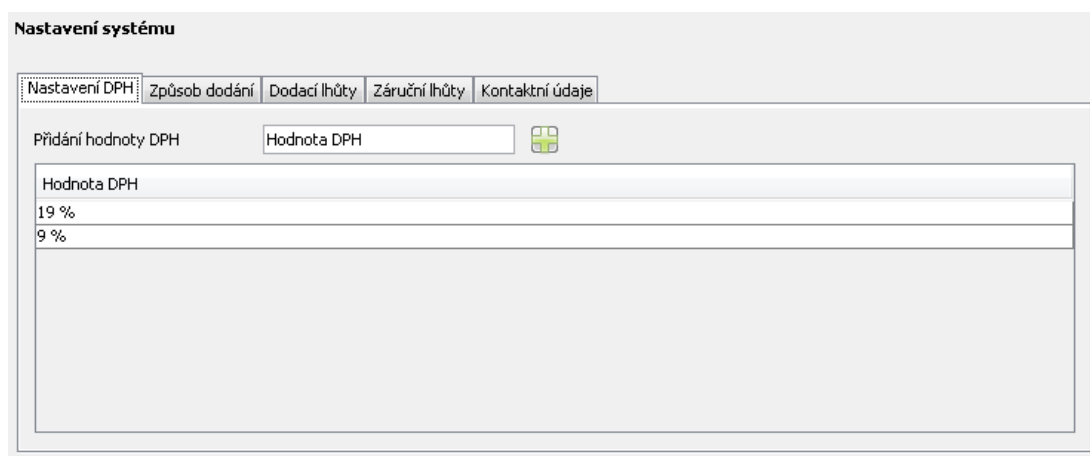 Nastavení systému
Nastavení DPH Způsob dodání Dodací lhůty Záruční lhůty Kontaktní údaje
Přidání hodnoty DPH Hodnota DPH
Hodnota DPH
19 %
9 %